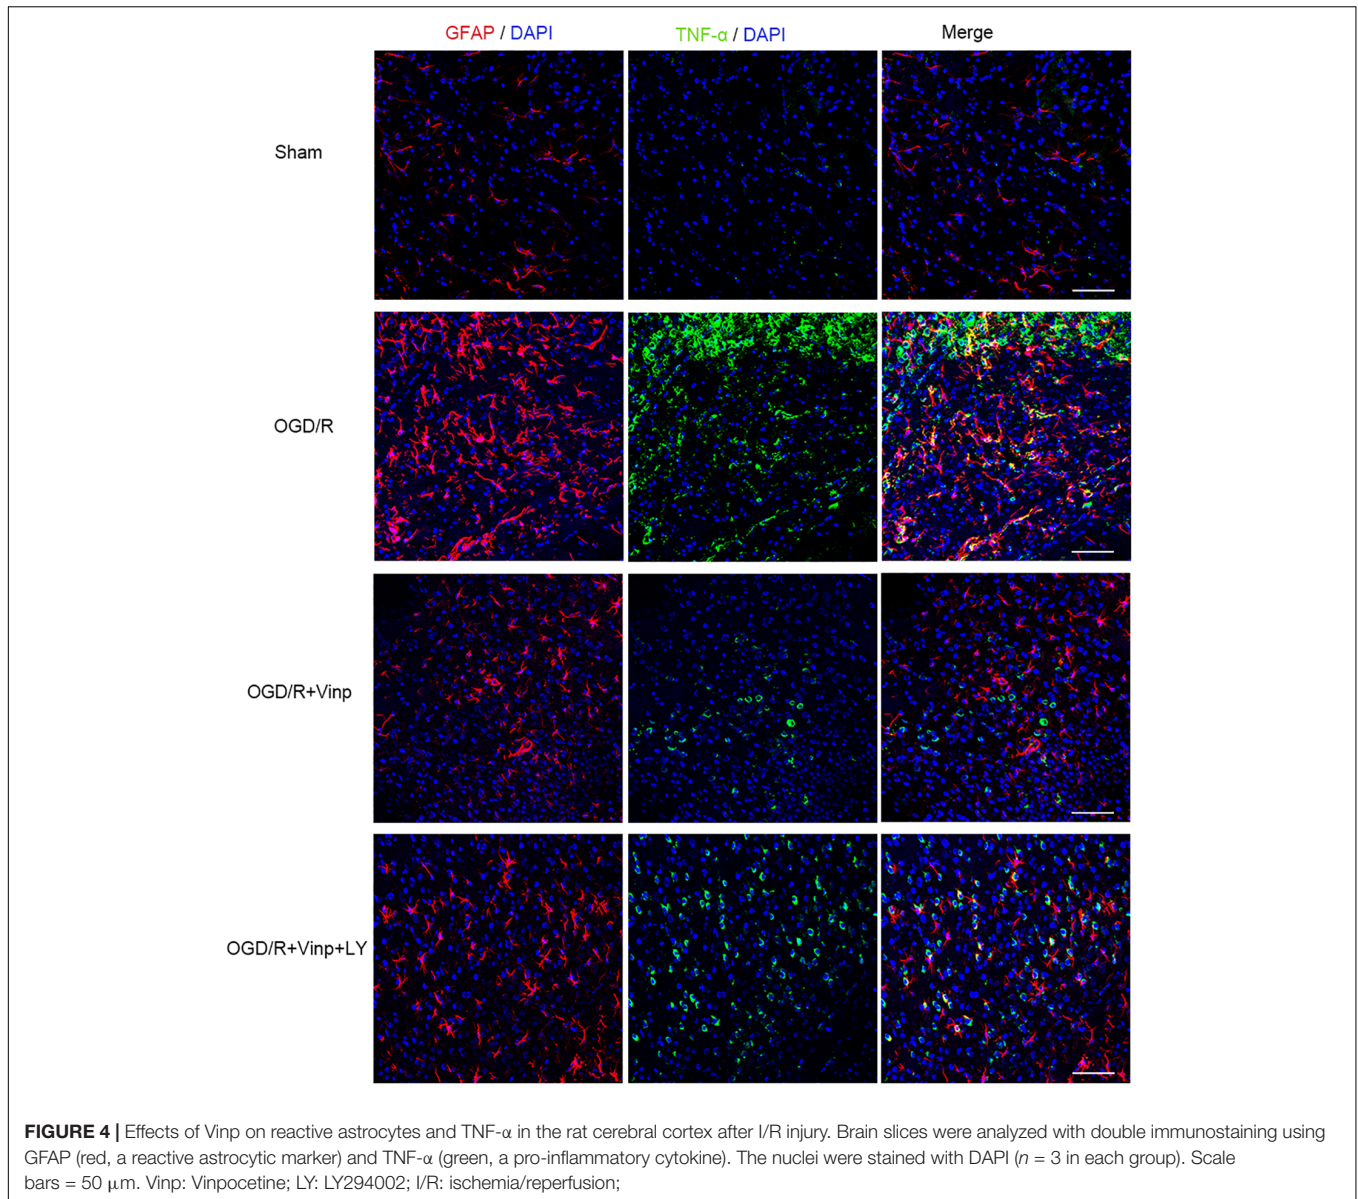 GFAP / DAPI
TNF-α / DAPI
Merge
Sham
OGD/R
OGD/R+Vinp
OGD/R+Vinp+LY
FIGURE 4 | Effects of Vinp on reactive astrocytes and TNF-α in the rat cerebral cortex after I/R injury. Brain slices were analyzed with double immunostaining using
GFAP (red, a reactive astrocytic marker) and TNF-α (green, a pro-inflammatory cytokine). The nuclei were stained with DAPI (n = 3 in each group). Scale
bars = 50 μm. Vinp: Vinpocetine; LY: LY294002; I/R: ischemia/reperfusion;